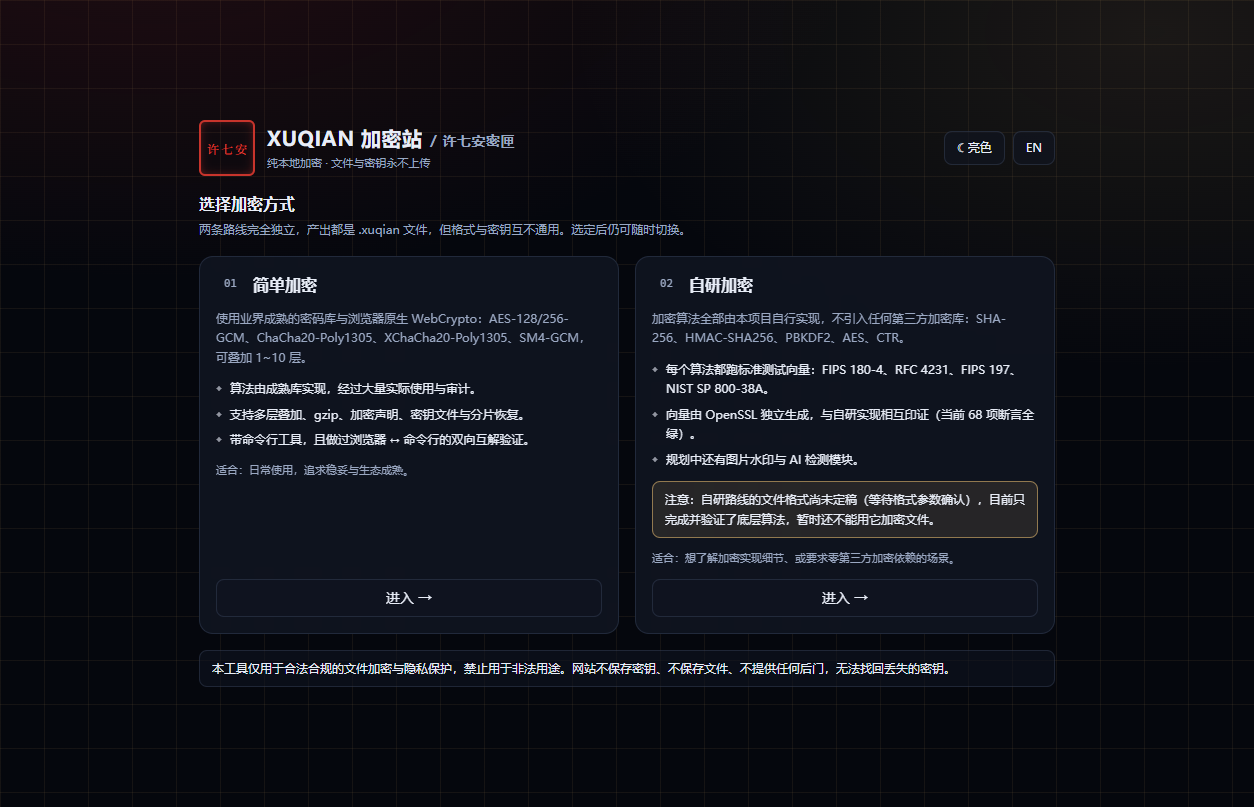 许七安
XUQIAN 加密站 / 许七安密匣
纯本地加密 · 文件与密钥永不上传
☾ 亮色
EN
选择加密方式
两条路线完全独立，产出都是 .xuqian 文件，但格式与密钥互不通用。选定后仍可随时切换。
01 简单加密
使用业界成熟的密码库与浏览器原生 WebCrypto：AES-128/256-
GCM、ChaCha20-Poly1305、XChaCha20-Poly1305、SM4-GCM，
可叠加 1~10 层。
算法由成熟库实现，经过大量实际使用与审计。
支持多层叠加、gzip、加密声明、密钥文件与分片恢复。
带命令行工具，且做过浏览器 ↔ 命令行的双向互解验证。
适合：日常使用，追求稳妥与生态成熟。
进入 →
02 自研加密
加密算法全部由本项目自行实现，不引入任何第三方加密库：SHA-
256、HMAC-SHA256、PBKDF2、AES、CTR。
每个算法都跑标准测试向量：FIPS 180-4、RFC 4231、FIPS 197、
NIST SP 800-38A。
向量由 OpenSSL 独立生成，与自研实现相互印证（当前 68 项断言全
绿）。
规划中还有图片水印与 AI 检测模块。
注意：自研路线的文件格式尚未定稿（等待格式参数确认），目前只
完成并验证了底层算法，暂时还不能用它加密文件。
适合：想了解加密实现细节、或要求零第三方加密依赖的场景。
进入 →
本工具仅用于合法合规的文件加密与隐私保护，禁止用于非法用途。网站不保存密钥、不保存文件、不提供任何后门，无法找回丢失的密钥。